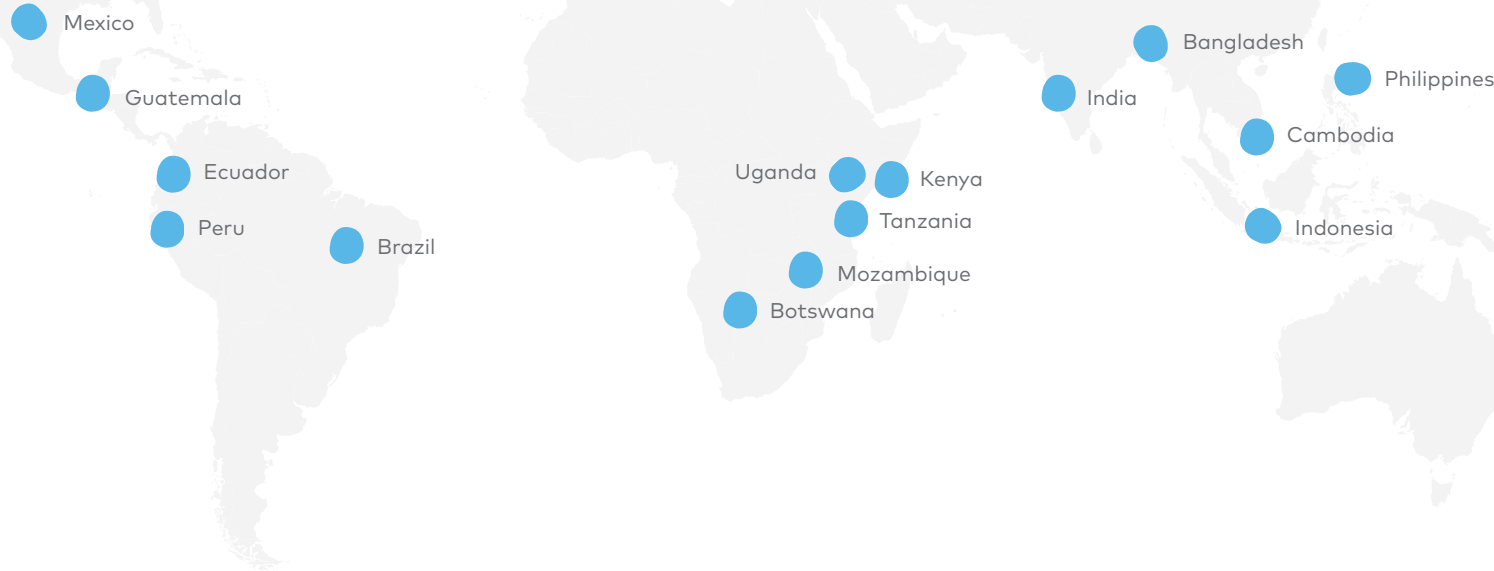 Mexico
Guatemala
Ecuador
Peru
Brazil
Uganda
Kenya
Tanzania
Mozambique
Botswana
Bangladesh
India
Philippines
Cambodia
Indonesia